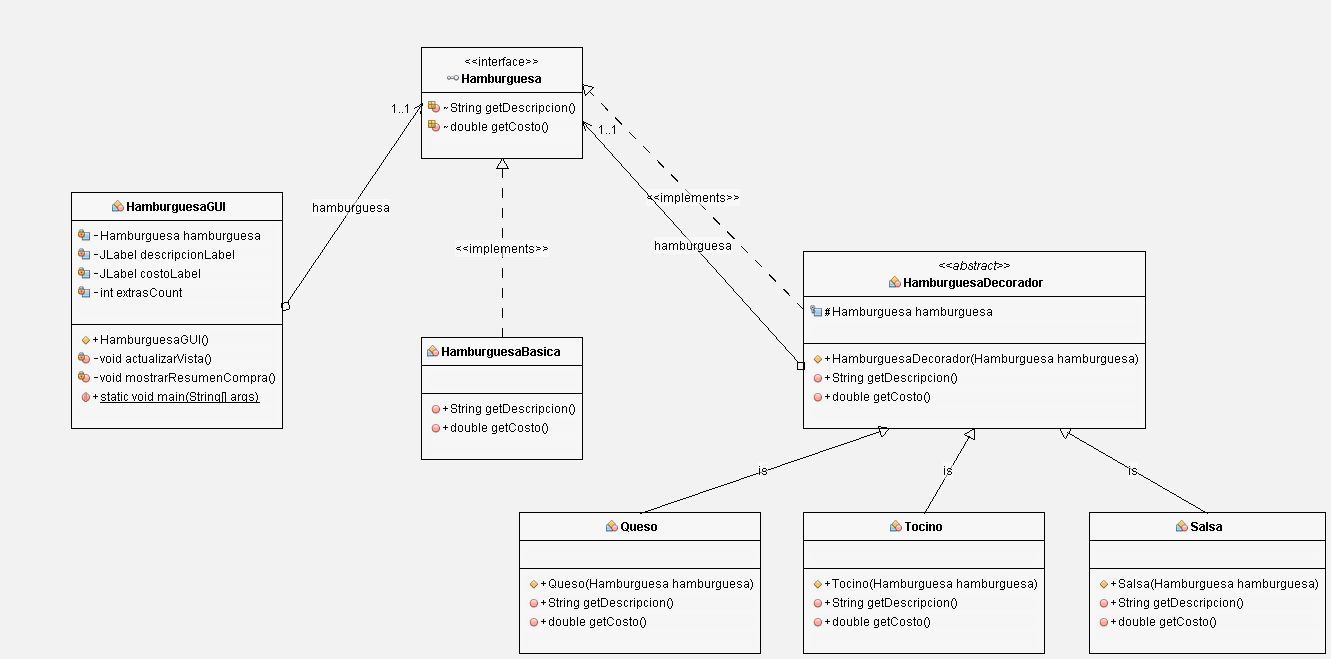 <<interface>>
Hamburguesa
~String getDescripcion()
~double getCosto()
1..1
1..1
hamburguesa
<<implements>>
<<implements>>
hamburguesa
HamburguesaGUI
-Hamburguesa hamburguesa
-JLabel descripcionLabel
-JLabel costoLabel
-int extrasCount
+HamburguesaGUI()
-void actualizarVista()
-void mostrarResumenCompra()
+static void main(String[] args)
HamburguesaBasica
+String getDescripcion()
+double getCosto()
<<abstract>>
HamburguesaDecorador
#Hamburguesa hamburguesa
+HamburguesaDecorador(Hamburguesa hamburguesa)
+String getDescripcion()
+double getCosto()
is
is
is
Queso
+Queso(Hamburguesa hamburguesa)
+String getDescripcion()
+double getCosto()
Tocino
+Tocino(Hamburguesa hamburguesa)
+String getDescripcion()
+double getCosto()
Salsa
+Salsa(Hamburguesa hamburguesa)
+String getDescripcion()
+double getCosto()